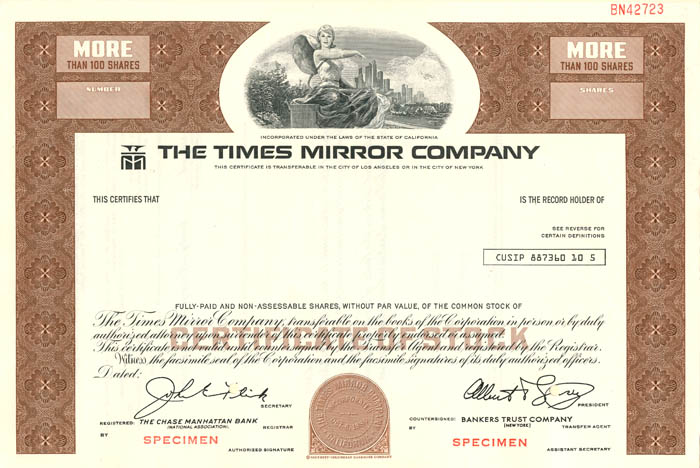 BN42723
MORE
THAN 100 SHARES
NUMBER
MORE
THAN 100 SHARES
SHARES
INCORPORATED UNDER THE LAWS OF THE STATE OF CALIFORNIA
THE TIMES MIRROR COMPANY
THIS CERTIFICATE IS TRANSFERABLE IN THE CITY OF LOS ANGELES OR IN THE CITY OF NEW YORK
THIS CERTIFIES THAT
IS THE RECORD HOLDER OF
SEE REVERSE FOR
CERTAIN DEFINITIONS
CUSIP 887360 10 5
FULLY-PAID AND NON-ASSESSABLE SHARES, WITHOUT PAR VALUE, OF THE COMMON STOCK OF
The Times Mirror Company, transferable on the books of the Corporation in person or by duly
authorized attorney upon surrender of this certificate properly endorsed or assigned.
This certificate is not valid until countersigned by the Transfer Agent and registered by the Registrar.
Witness the facsimile seal of the Corporation and the facsimile signatures of its duly authorized officers.
CERTIFICATE OF STOCK
Dated:
SECRETARY
PRESIDENT
REGISTERED: THE CHASE MANHATTAN BANK
(NATIONAL ASSOCIATION)
REGISTRAR
BY
SPECIMEN
AUTHORIZED SIGNATURE
COUNTERSIGNED: BANKERS TRUST COMPANY
(NEW YORK)
TRANSFER AGENT
BY
SPECIMEN
ASSISTANT SECRETARY